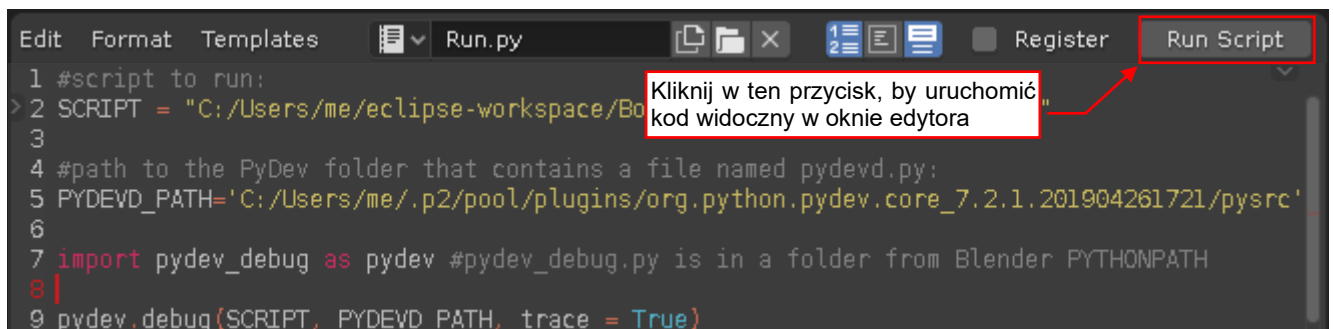 Edit Format Templates Run.py Register Run Script
1 #script to run:
2 SCRIPT = "C:/Users/me/eclipse-workspace/Bo "
Kliknij w ten przycisk, by uruchomić
kod widoczny w oknie edytora
3
4 #path to the PyDev folder that contains a file named pydevd.py:
5 PYDEVD_PATH='C:/Users/me/.p2/pool/plugins/org.python.pydev.core_7.2.1.201904261721/pysrc'
6
7 import pydev_debug as pydev #pydev_debug.py is in a folder from Blender PYTHONPATH
8
9 pydev.debug(SCRIPT, PYDEVD_PATH, trace = True)